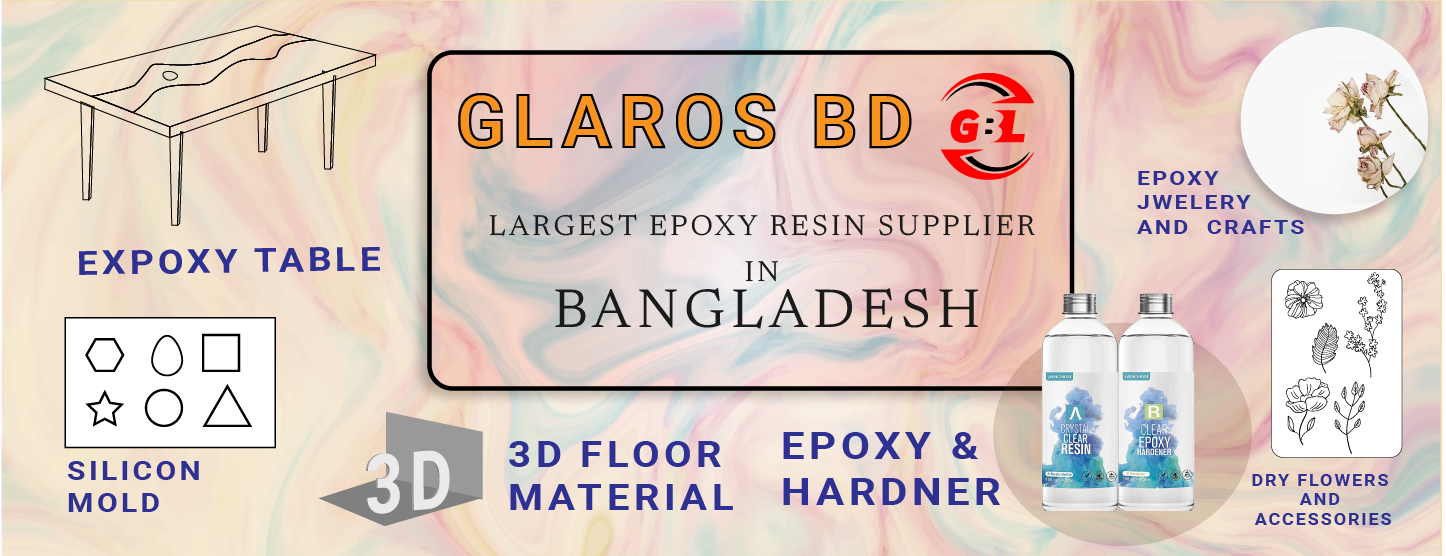 GLAROS BD
GBL
LARGEST EPOXY RESIN SUPPLIER
IN
BANGLADESH
EXPOXY TABLE
EPOXY
JWELERY
AND CRAFTS
SILICON
MOLD
3D
3D FLOOR
MATERIAL
EPOXY &
HARDNER
A
CRYSTAL
CLEAR
RESIN
B
CLEAR
EPOXY
HARDENER
DRY FLOWERS
AND
ACCESSORIES